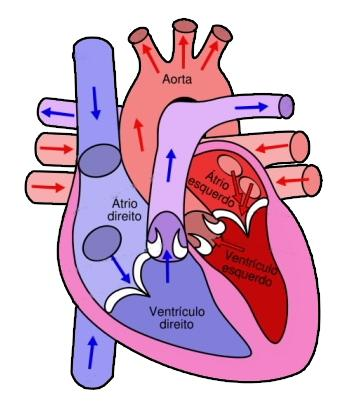 Aorta
Átrio
direito
Átrio
esquerdo
Ventrículo
esquerdo
Ventrículo
direito